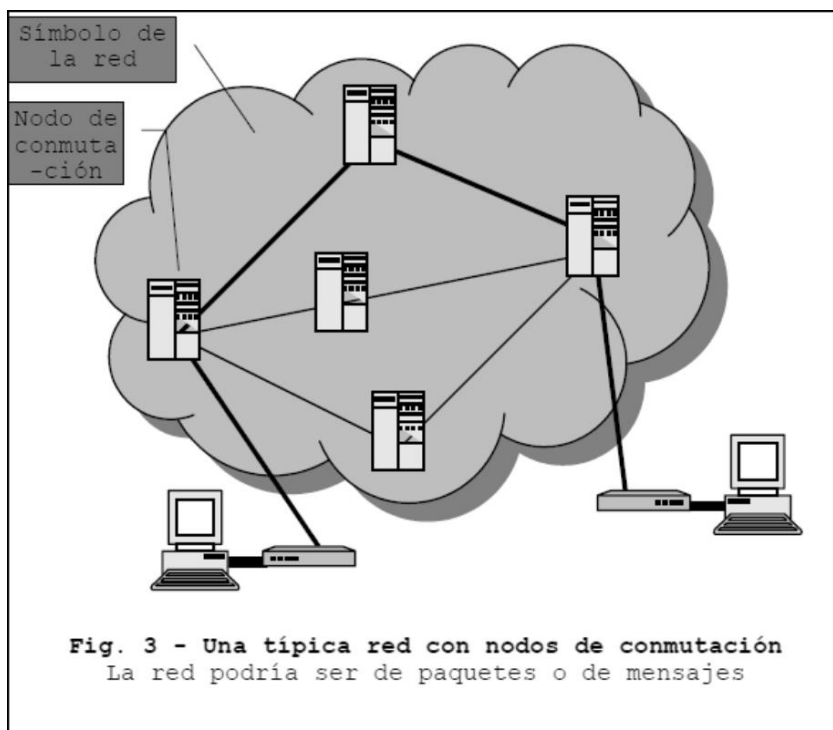 Símbolo de
la red
Nodo de
conmuta
-ción
Fig. 3 - Una típica red con nodos de conmutación
La red podría ser de paquetes o de mensajes